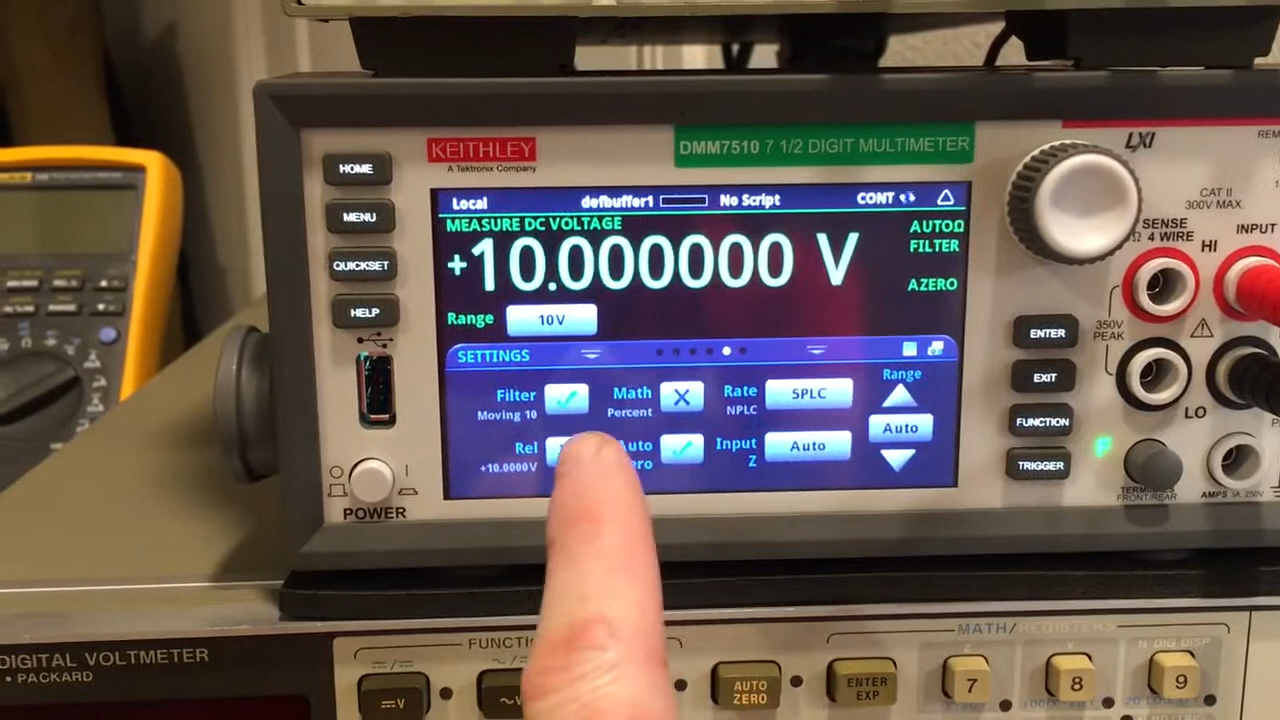 HOME
MENU
QUICKSET
HELP
POWER
KEITHLEY
A Tektronix Company
DMM7510 7 1/2 DIGIT MULTIMETER
Local
defbuffer1
No Script
CONT
MEASURE DC VOLTAGE
+10.000000 V
AUTOΩ
FILTER
AZERO
Range
10V
SETTINGS
Filter
Moving 10
Math
Percent
Rate
NPLC
5PLC
Range
Auto
Rel
+10.0000V
Input
Z
Auto
ENTER
EXIT
FUNCTION
TRIGGER
LXI
CAT II
300V MAX.
SENSE
Ω 4 WIRE
INPUT
HI
350V
PEAK
LO
FRONT/REAR
AMPS 3A, 250V
DIGITAL VOLTMETER
• PACKARD
MATH/REGISTERS
N DIG DISP
AUTO
ZERO
ENTER
EXP
7
8
9